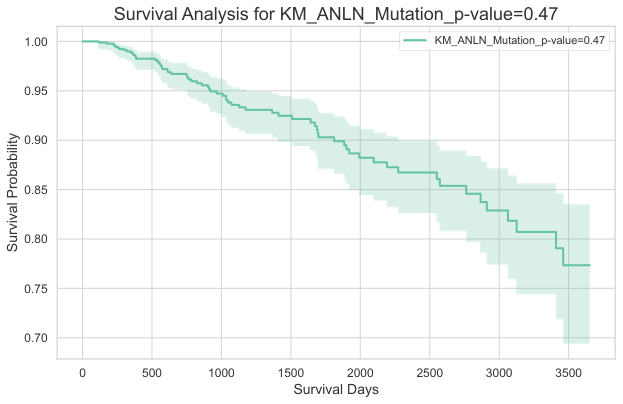 Survival Analysis for KM_ANLN_Mutation_p-value=0.47
KM_ANLN_Mutation_p-value=0.47
1.00
0.95
0.90
0.85
0.80
0.75
0.70
Survival Probability
0 500 1000 1500 2000 2500 3000 3500
Survival Days